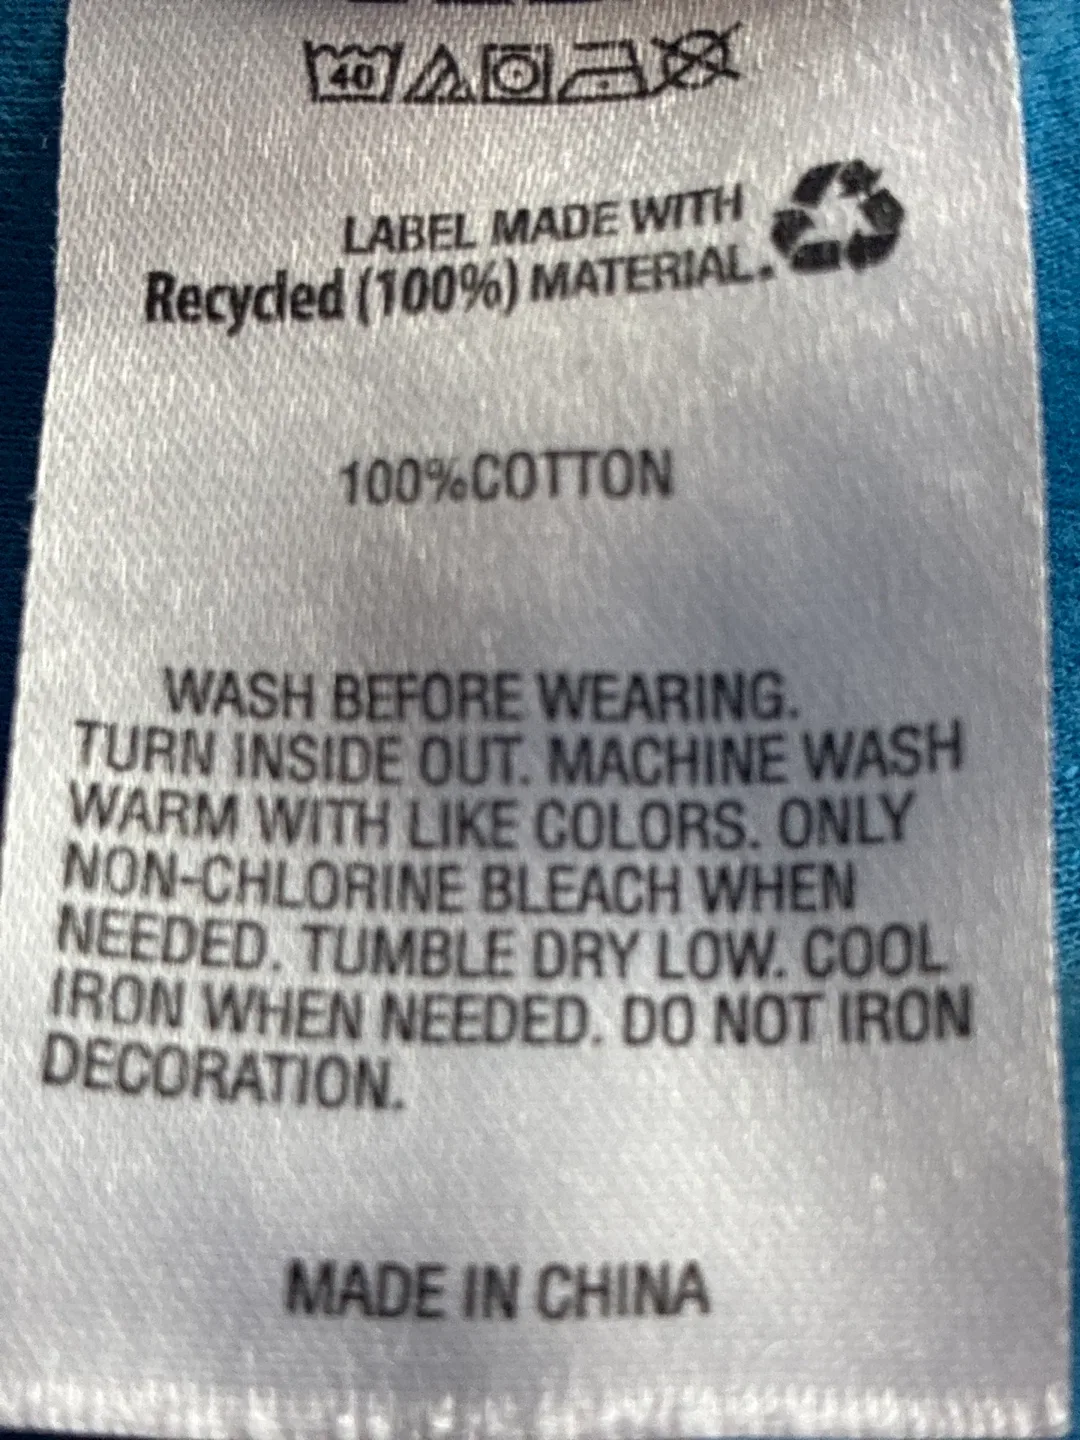 40
LABEL MADE WITH
Recycled (100%) MATERIAL.
100%COTTON
WASH BEFORE WEARING.
TURN INSIDE OUT. MACHINE WASH
WARM WITH LIKE COLORS. ONLY
NON-CHLORINE BLEACH WHEN
NEEDED. TUMBLE DRY LOW. COOL
IRON WHEN NEEDED. DO NOT IRON
DECORATION.
MADE IN CHINA